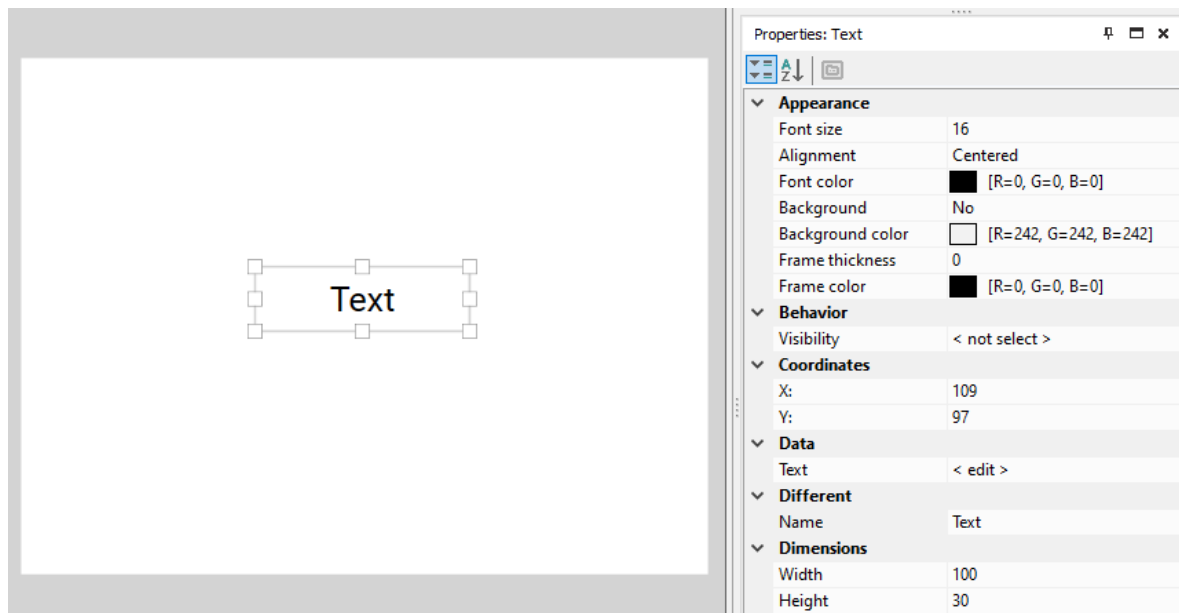 Text
Properties: Text
Appearance
Font size 16
Alignment Centered
Font color [R=0, G=0, B=0]
Background No
Background color [R=242, G=242, B=242]
Frame thickness 0
Frame color [R=0, G=0, B=0]
Behavior
Visibility < not select >
Coordinates
X: 109
Y: 97
Data
Text < edit >
Different
Name Text
Dimensions
Width 100
Height 30